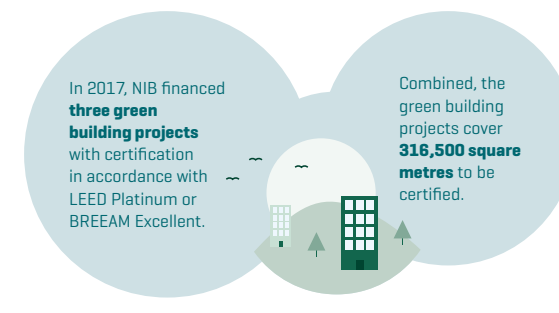 In 2017, NIB financed
three green
building projects
with certification
in accordance with
LEED Platinum or
BREEAM Excellent.
Combined, the
green building
projects cover
316,500 square
metres to be
certified.